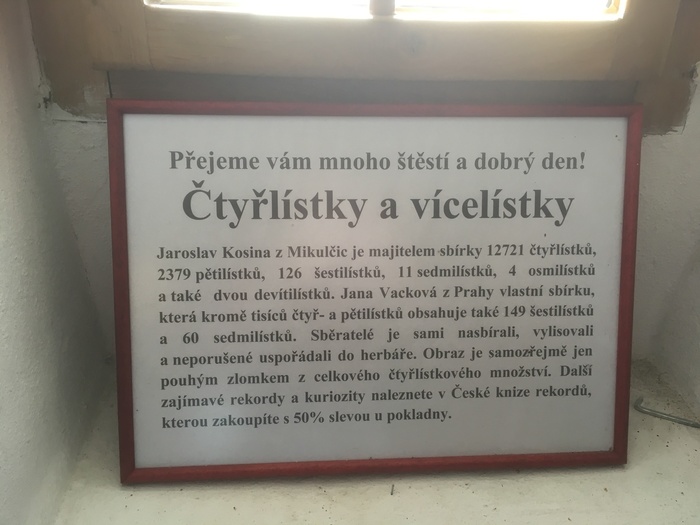 Přejeme vám mnoho štěstí a dobrý den!
Čtyřlístky a vícelístky
Jaroslav Kosina z Mikulčic je majitelem sbírky 12721 čtyřlístků,
2379 pětilístků, 126 šestilístků, 11 sedmilístků, 4 osmilístků
a také dvou devítilístků. Jana Vacková z Prahy vlastní sbírku,
která kromě tisíců čtyř- a pětilístků obsahuje také 149 šestilístků
a 60 sedmilístků. Sběratelé je sami nasbírali, vylisovali
a neporušené uspořádali do herbáře. Obraz je samozřejmě jen
pouhým zlomkem z celkového čtyřlístkového množství. Další
zajímavé rekordy a kuriozity naleznete v České knize rekordů,
kterou zakoupíte s 50% slevou u pokladny.